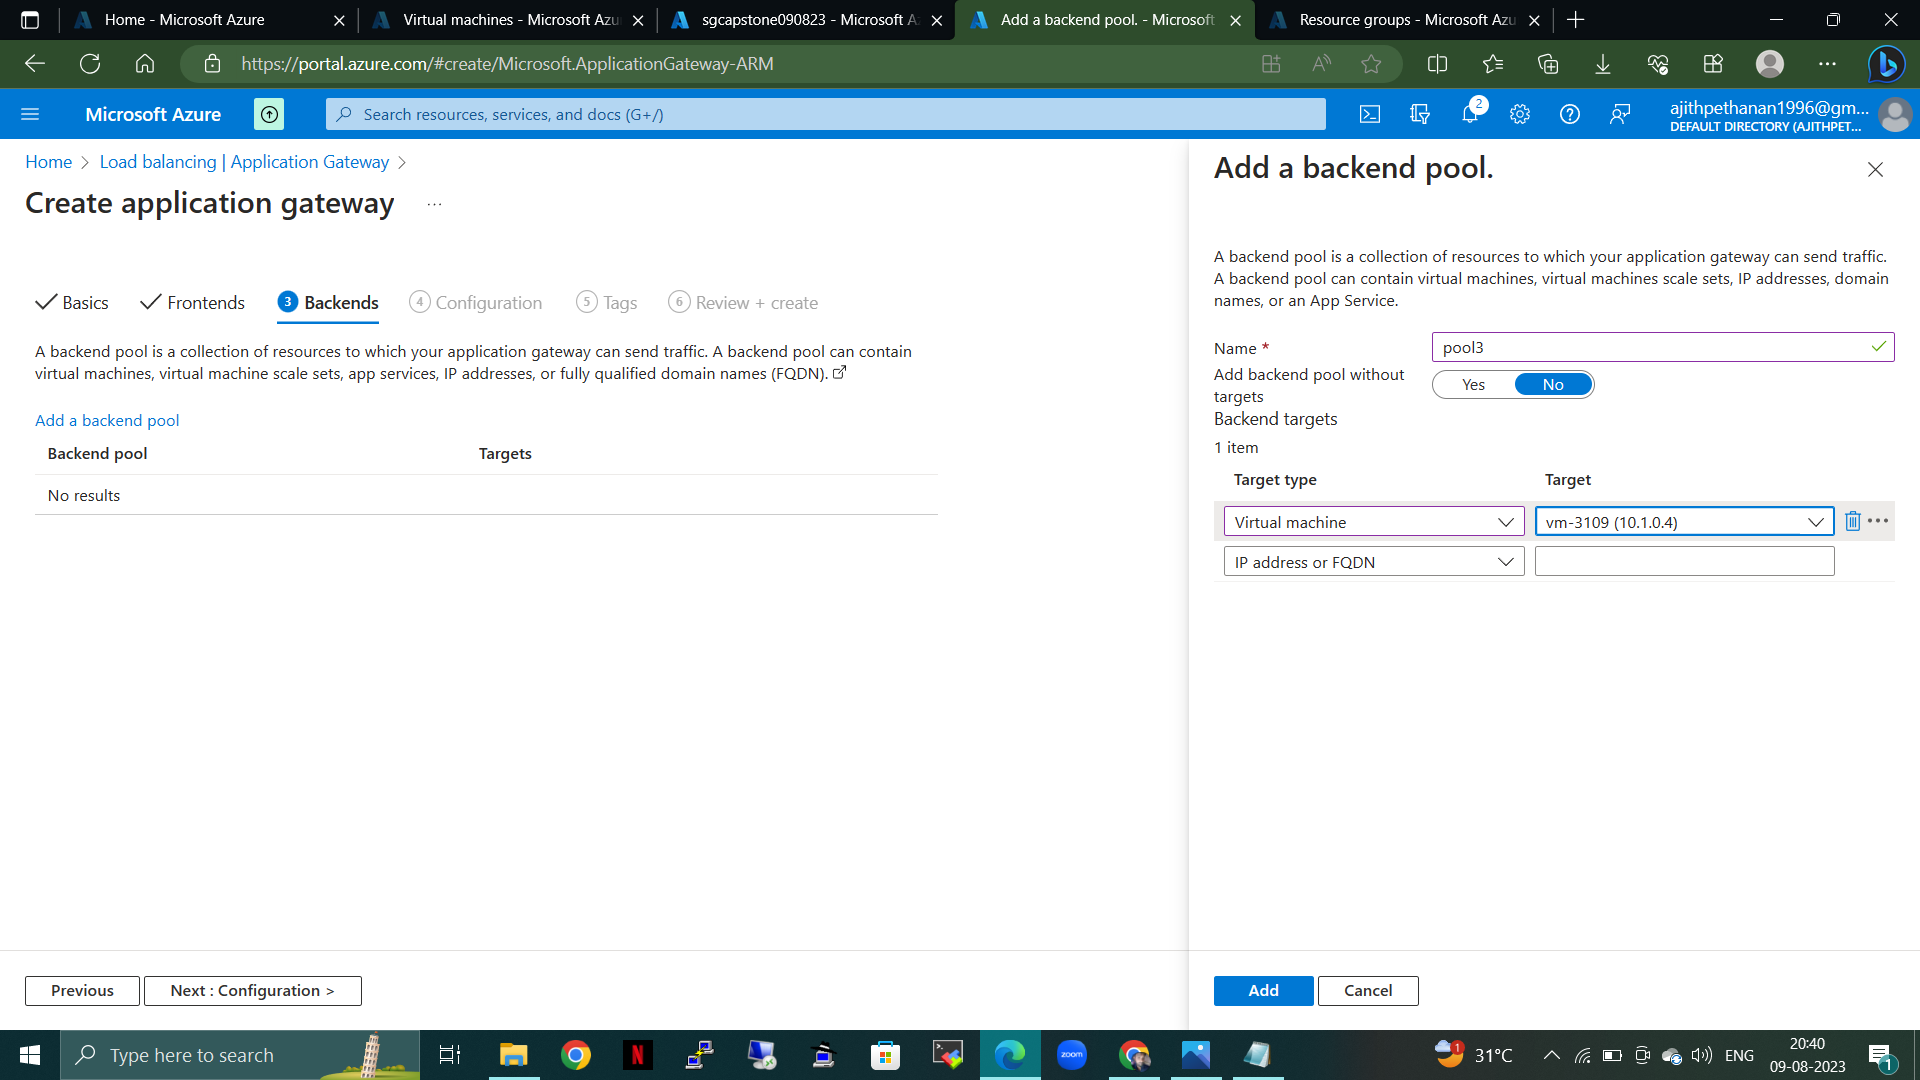 Home - Microsoft Azure
Virtual machines - Microsoft Azu
sgcapstone090823 - Microsoft A
Add a backend pool. - Microsoft
Resource groups - Microsoft Azu
https://portal.azure.com/#create/Microsoft.ApplicationGateway-ARM
Microsoft Azure
Search resources, services, and docs (G+/)
2
ajithpethanan1996@gm...
DEFAULT DIRECTORY (AJITHPET...
Home > Load balancing | Application Gateway >
Create application gateway ...
Basics
Frontends
3 Backends
4 Configuration
5 Tags
6 Review + create
A backend pool is a collection of resources to which your application gateway can send traffic. A backend pool can contain
virtual machines, virtual machine scale sets, app services, IP addresses, or fully qualified domain names (FQDN).
Add a backend pool
Backend pool Targets
No results
Previous
Next : Configuration >
Add a backend pool.
A backend pool is a collection of resources to which your application gateway can send traffic.
A backend pool can contain virtual machines, virtual machines scale sets, IP addresses, domain
names, or an App Service.
Name * pool3
Add backend pool without
targets
Yes No
Backend targets
1 item
Target type Target
Virtual machine vm-3109 (10.1.0.4)
IP address or FQDN
Add
Cancel
Type here to search
N
zoom
1
31°C
ENG
20:40
09-08-2023
1